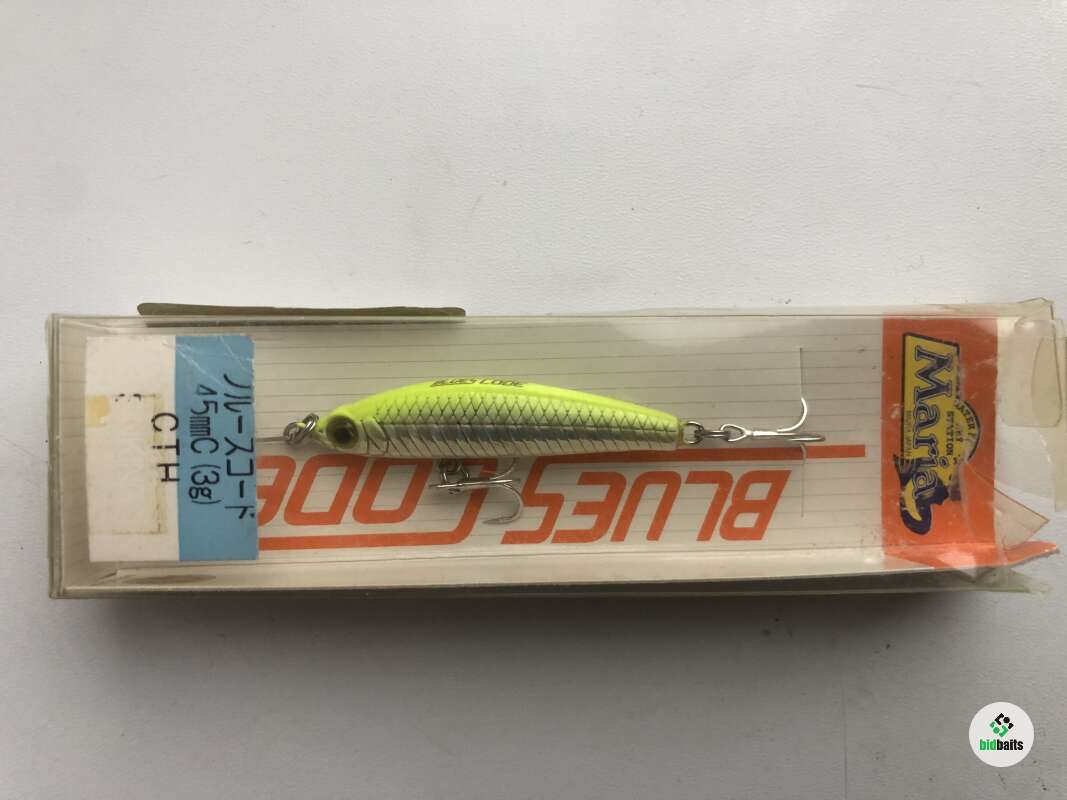 ブルースコード
45mmC (3g)
CTH
BLUES CODE
BLUES CODE
Maria
bidbaits